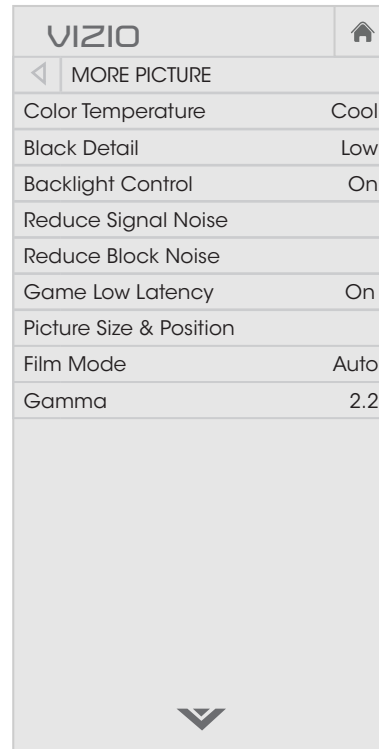 VIZIO
MORE PICTURE
Color Temperature Cool
Black Detail Low
Backlight Control On
Reduce Signal Noise
Reduce Block Noise
Game Low Latency On
Picture Size & Position
Film Mode Auto
Gamma 2.2